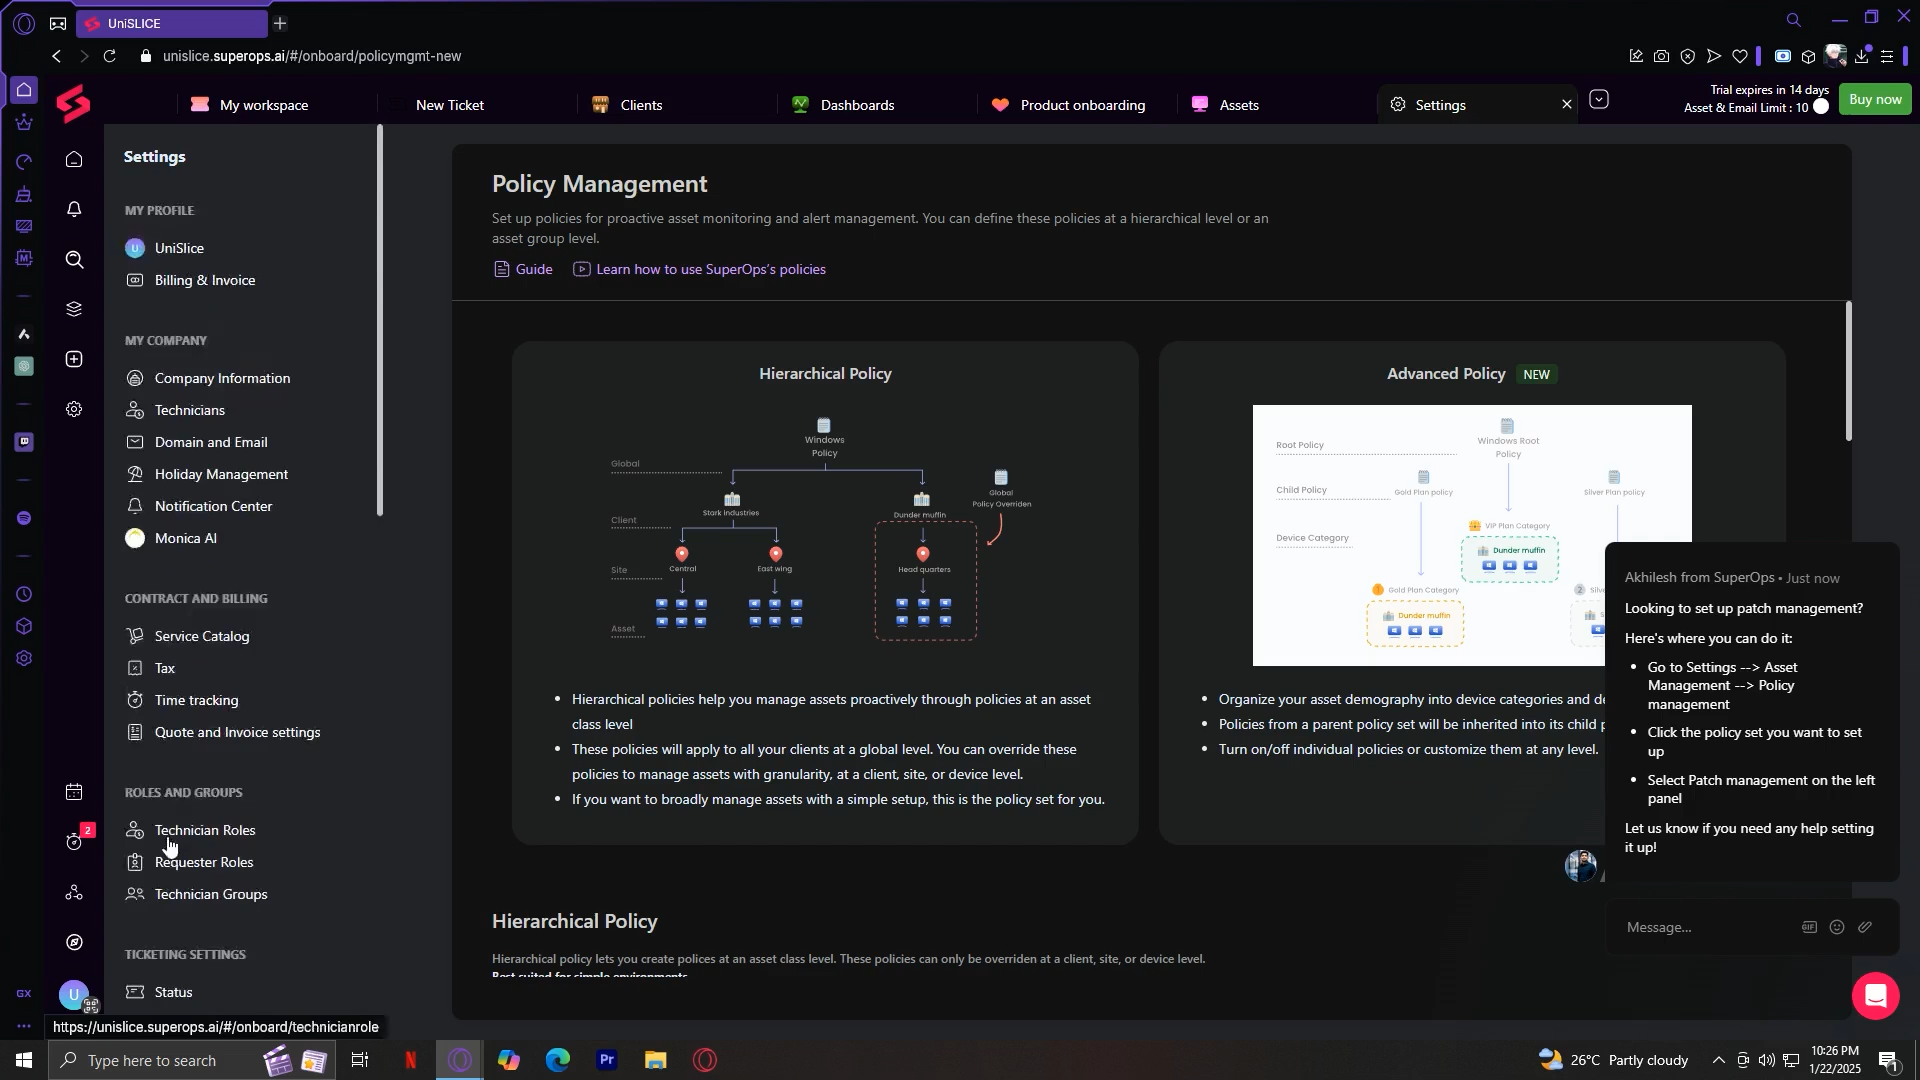 UniSLICE
unislice.superops.ai/#/onboard/policymgmt-new
My workspace
New Ticket
Clients
Dashboards
Product onboarding
Assets
Settings
Trial expires in 14 days
Asset & Email Limit : 10
Buy now
Settings
MY PROFILE
U UniSlice
Billing & Invoice
MY COMPANY
Company Information
Technicians
Domain and Email
Holiday Management
Notification Center
Monica AI
CONTRACT AND BILLING
Service Catalog
Tax
Time tracking
Quote and Invoice settings
ROLES AND GROUPS
2
Technician Roles
Requester Roles
Technician Groups
TICKETING SETTINGS
Status
U
GX
https://unislice.superops.ai/#/onboard/technicianrole
Policy Management
Set up policies for proactive asset monitoring and alert management. You can define these policies at a hierarchical level or an
asset group level.
Guide
Learn how to use SuperOps's policies
Hierarchical Policy
Windows
Policy
Global
Stark industries
Dunder muffin
Global
Policy Overriden
Client
Central
East wing
Head quarters
Site
Asset
Hierarchical policies help you manage assets proactively through policies at an asset
class level
These policies will apply to all your clients at a global level. You can override these
policies to manage assets with granularity, at a client, site, or device level.
If you want to broadly manage assets with a simple setup, this is the policy set for you.
Advanced Policy NEW
Root Policy
Windows Root
Policy
Child Policy
Gold Plan policy
Silver Plan policy
VIP Plan Category
Device Category
Dunder muffin
Gold Plan Category
Dunder muffin
Organize your asset demography into device categories and
Policies from a parent policy set will be inherited into its child
Turn on/off individual policies or customize them at any level.
Hierarchical Policy
Hierarchical policy lets you create polices at an asset class level. These policies can only be overriden at a client, site, or device level.
Best suited for simple environments
Akhilesh from SuperOps • Just now
Looking to set up patch management?
Here's where you can do it:
Go to Settings --> Asset
Management --> Policy
management
Click the policy set you want to set
up
Select Patch management on the left
panel
Let us know if you need any help setting
it up!
Message...
GIF
Type here to search
Pr
26°C Partly cloudy
10:26 PM
1/22/2025
1